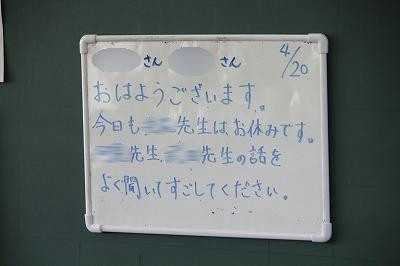 さん さん 4/20
おはようございます。
今日も 先生はお休みです。
先生、 先生の話を
よく聞いてすごしてください。